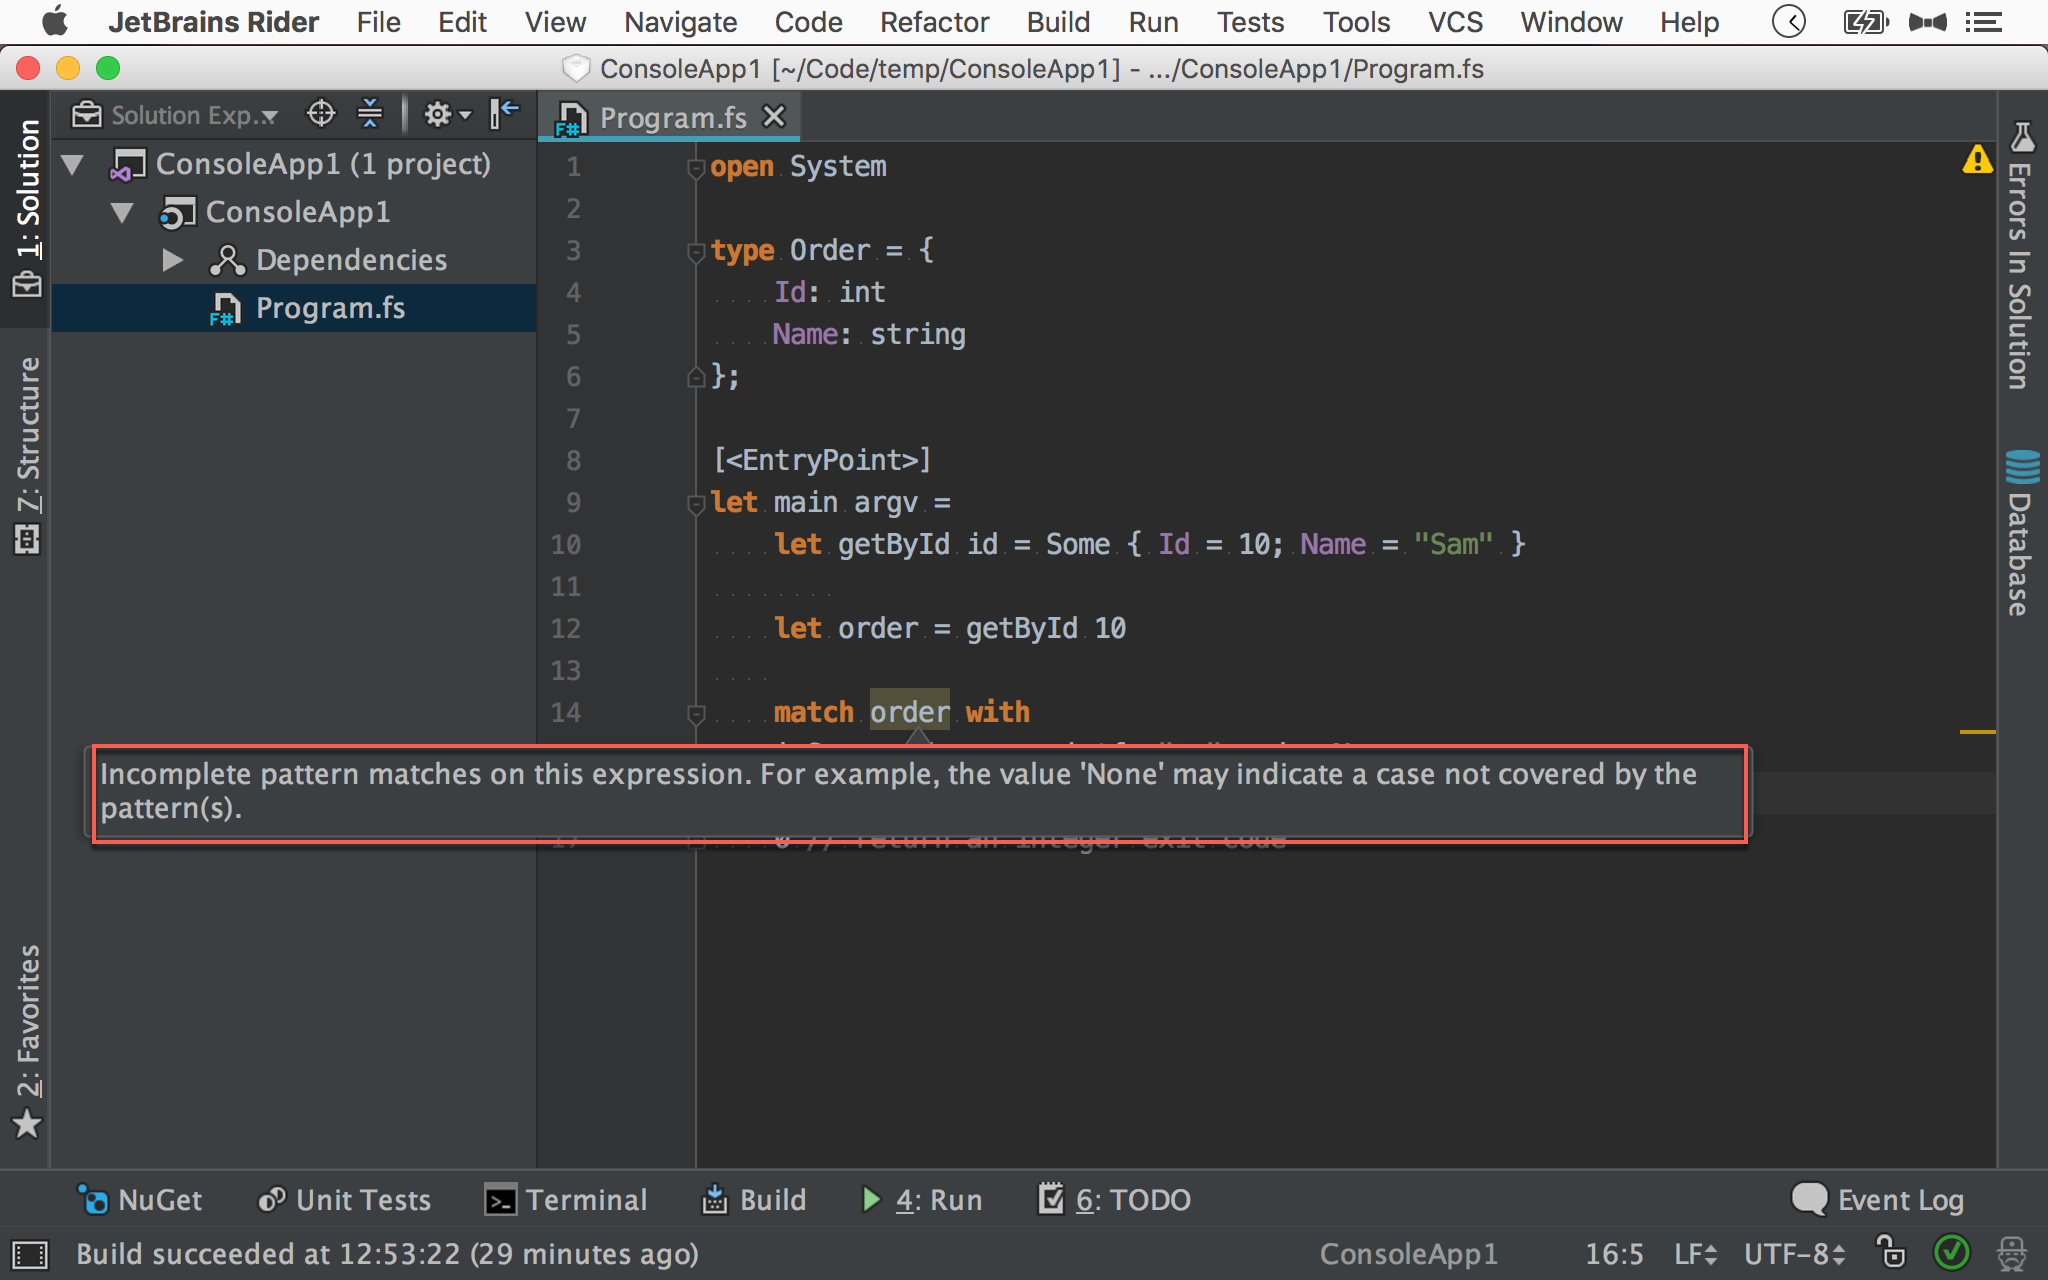 JetBrains Rider File Edit View Navigate Code Refactor Build Run Tests Tools VCS Window Help
ConsoleApp1 [~/Code/temp/ConsoleApp1] - .../ConsoleApp1/Program.fs
Solution Exp...
Program.fs
1: Solution
7: Structure
2: Favorites
ConsoleApp1 (1 project)
ConsoleApp1
Dependencies
F# Program.fs
1 open System
2
3 type Order = {
4 Id: int
5 Name: string
6 };
7
8 [<EntryPoint>]
9 let main argv =
10 let getById id = Some { Id = 10; Name = "Sam" }
11
12 let order = getById 10
13
14 match order with
Incomplete pattern matches on this expression. For example, the value 'None' may indicate a case not covered by the
pattern(s).
17 0 // return an integer exit code
Errors In Solution
Database
NuGet Unit Tests Terminal Build 4: Run 6: TODO Event Log
Build succeeded at 12:53:22 (29 minutes ago) ConsoleApp1 16:5 LF UTF-8